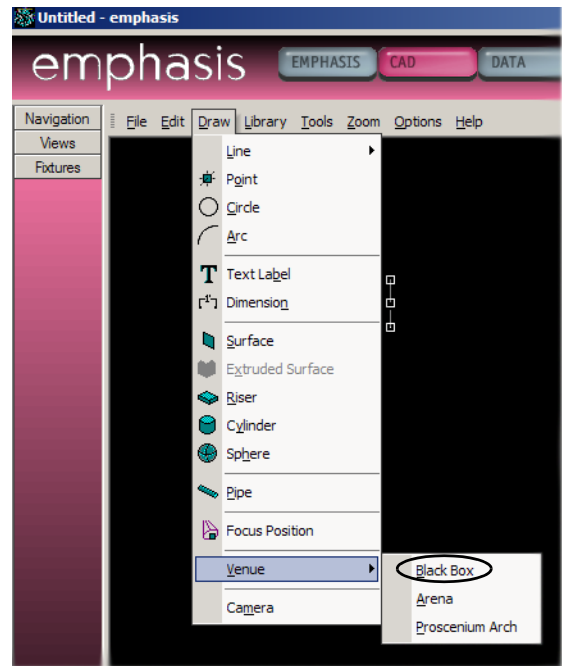 Untitled - emphasis
emphasis
EMPHASIS CAD DATA
Navigation
Views
Fixtures
File Edit Draw Library Tools Zoom Options Help
Line
Point
Circle
Arc
T Text Label
Dimension
Surface
Extruded Surface
Riser
Cylinder
Sphere
Pipe
Focus Position
Venue
Camera
Black Box
Arena
Proscenium Arch